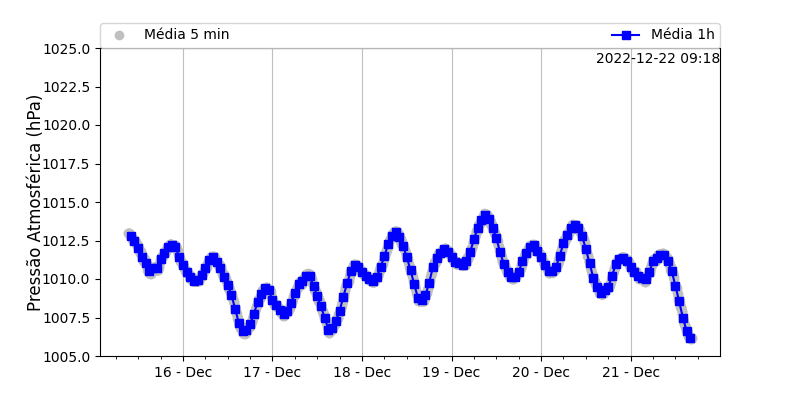 Média 5 min
Média 1h
2022-12-22 09:18
Pressão Atmosférica (hPa)
1025.0
1022.5
1020.0
1017.5
1015.0
1012.5
1010.0
1007.5
1005.0
16 - Dec
17 - Dec
18 - Dec
19 - Dec
20 - Dec
21 - Dec